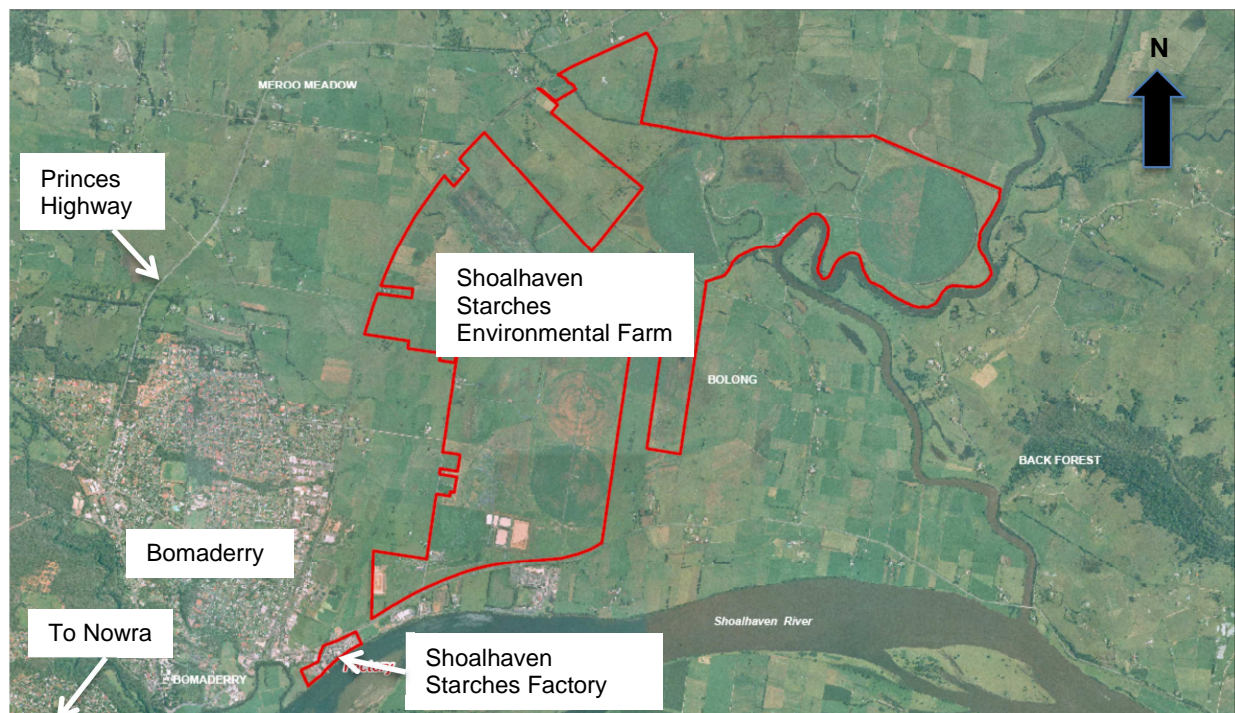 N
MEROO MEADOW
Princes
Highway
Shoalhaven
Starches
Environmental Farm
BOLONG
BACK FOREST
Bomaderry
To Nowra
Shoalhaven River
Shoalhaven
Starches Factory
Factory
BOMADERRY